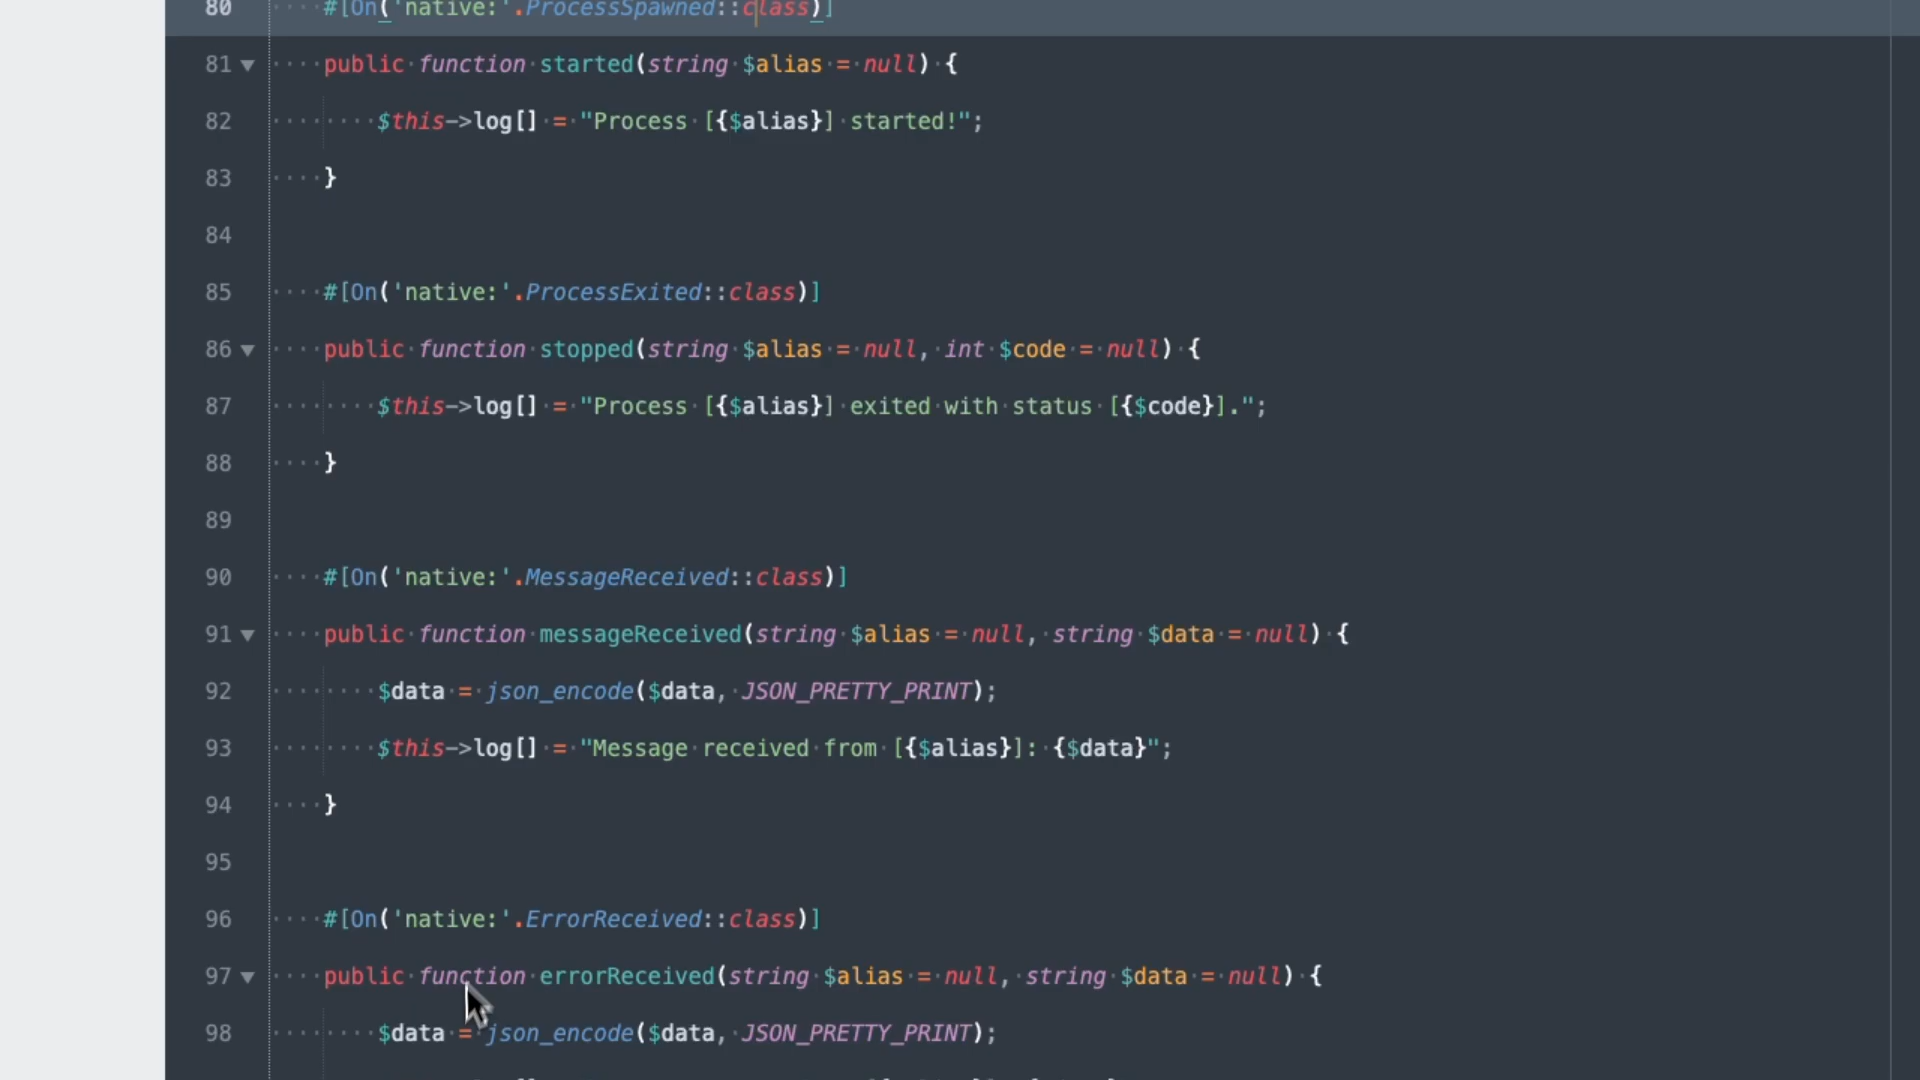 80 #[On('native:'.ProcessSpawned::class)]
81 public function started(string $alias = null) {
82 $this->log[] = "Process [{$alias}] started!";
83 }
84
85 #[On('native:'.ProcessExited::class)]
86 public function stopped(string $alias = null, int $code = null) {
87 $this->log[] = "Process [{$alias}] exited with status [{$code}].";
88 }
89
90 #[On('native:'.MessageReceived::class)]
91 public function messageReceived(string $alias = null, string $data = null) {
92 $data = json_encode($data, JSON_PRETTY_PRINT);
93 $this->log[] = "Message received from [{$alias}]: {$data}";
94 }
95
96 #[On('native:'.ErrorReceived::class)]
97 public function errorReceived(string $alias = null, string $data = null) {
98 $data = json_encode($data, JSON_PRETTY_PRINT);